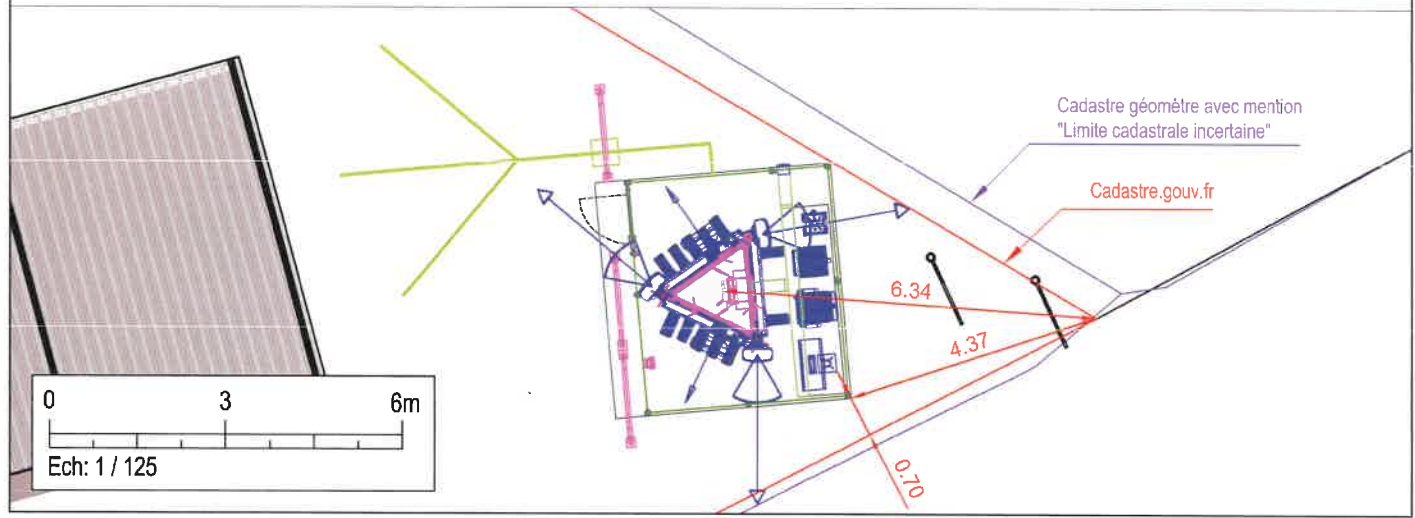 Cadastre géomètre avec mention
"Limite cadastrale incertaine"
Cadastre.gouv.fr
6.34
4.37
0.70
0 3 6m
Ech: 1 / 125